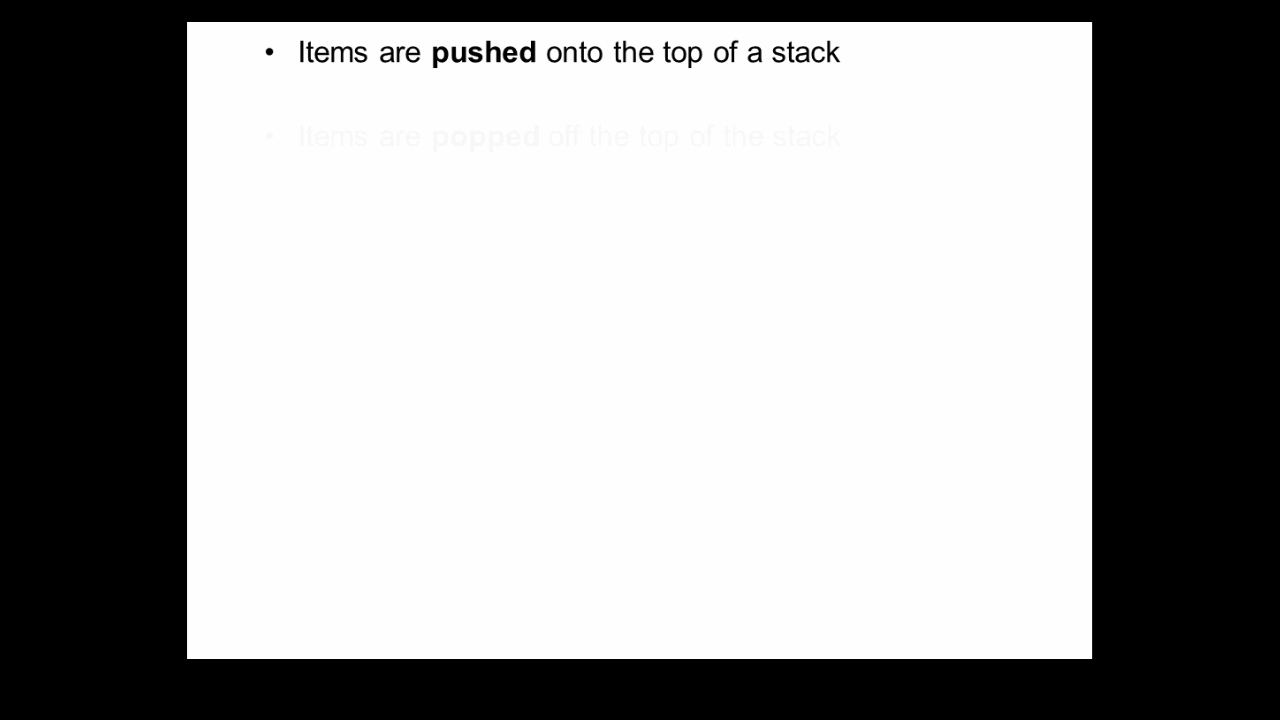 • Items are pushed onto the top of a stack
• Items are popped off the top of the stack